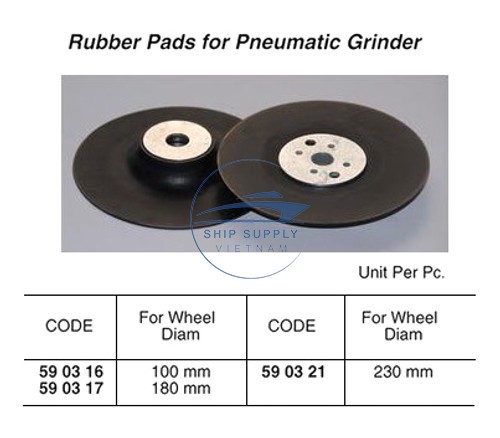 Rubber Pads for Pneumatic Grinder
SHIP SUPPLY
VIETNAM
Unit Per Pc.
CODE
For Wheel
Diam
CODE
For Wheel
Diam
59 03 16
100 mm
59 03 21
230 mm
59 03 17
180 mm